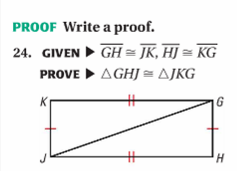 PROOF Write a proof.
24. GIVEN ▶ GH ≅ JK, HJ ≅ KG
PROVE ▶ △GHJ ≅ △JKG
K G
J H